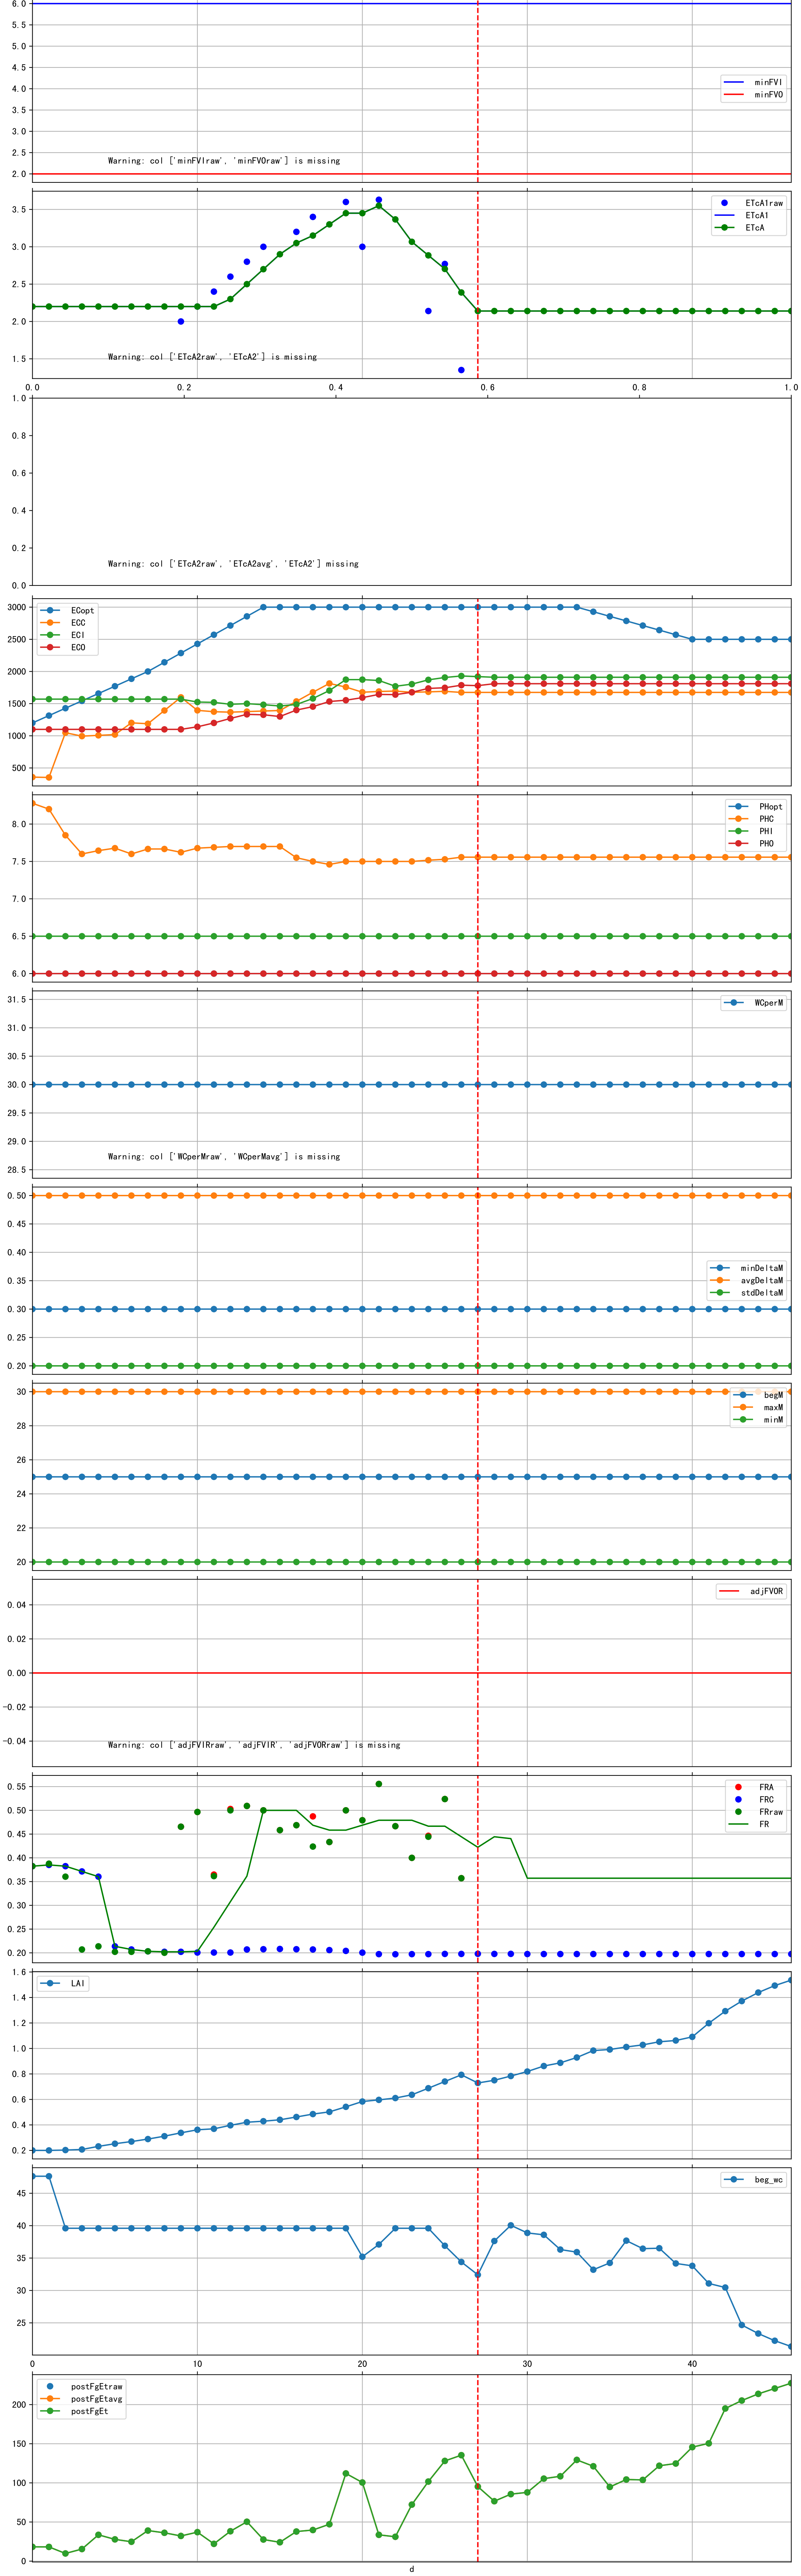 6.0
5.5
5.0
4.5
4.0
3.5
3.0
2.5
2.0
minFVI
minFVO
Warning: col ['minFVIraw', 'minFVOraw'] is missing
3.5
3.0
2.5
2.0
1.5
ETcA1raw
ETcA1
ETcA
Warning: col ['ETcA2raw', 'ETcA2'] is missing
0.0 0.2 0.4 0.6 0.8 1.0
1.0
0.8
0.6
0.4
0.2
0.0
Warning: col ['ETcA2raw', 'ETcA2avg', 'ETcA2'] missing
3000
2500
2000
1500
1000
500
ECopt
ECC
ECI
ECO
8.0
7.5
7.0
6.5
6.0
PHopt
PHC
PHI
PHO
31.5
31.0
30.5
30.0
29.5
29.0
28.5
WCperM
Warning: col ['WCperMraw', 'WCperMavg'] is missing
0.50
0.45
0.40
0.35
0.30
0.25
0.20
minDeltaM
avgDeltaM
stdDeltaM
30
28
26
24
22
20
begM
maxM
minM
0.04
0.02
0.00
-0.02
-0.04
adjFVOR
Warning: col ['adjFVIRraw', 'adjFVIR', 'adjFVORraw'] is missing
0.55
0.50
0.45
0.40
0.35
0.30
0.25
0.20
FRA
FRC
FRraw
FR
1.6
1.4
1.2
1.0
0.8
0.6
0.4
0.2
LAI
45
40
35
30
25
beg_wc
0 10 20 30 40
200
150
100
50
0
postFgEtraw
postFgEtavg
postFgEt
d